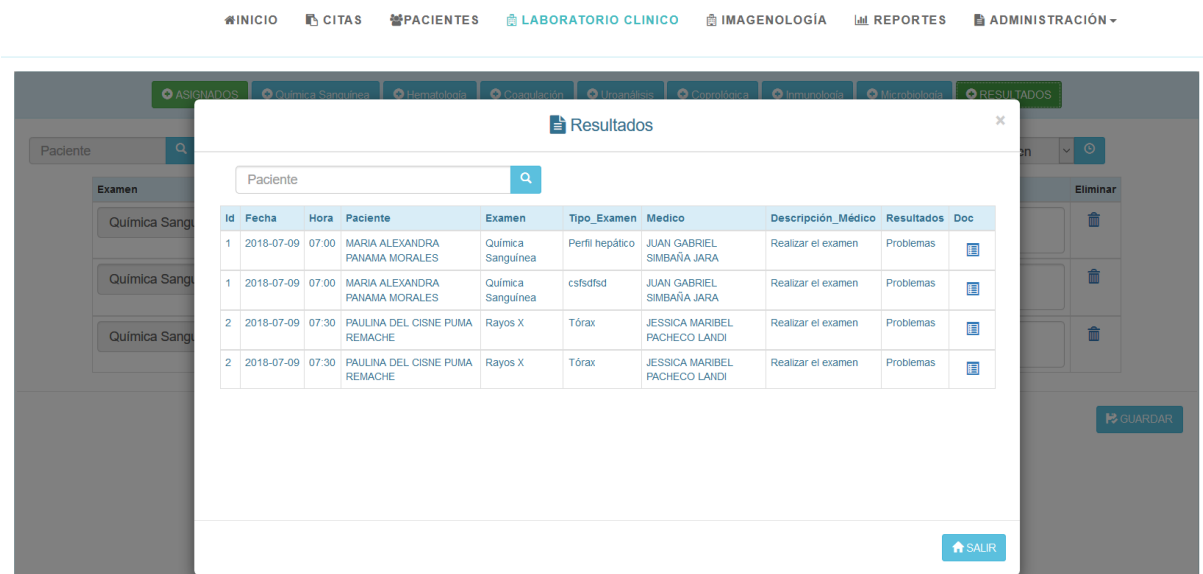 INICIO CITAS PACIENTES LABORATORIO CLINICO IMAGENOLOGÍA REPORTES ADMINISTRACIÓN
ASIGNADOS Química Sanguínea Hematología Coagulación Uroanálisis Coprológica Inmunología Microbiología RESULTADOS
Resultados ×
Paciente
Paciente
Examen Eliminar
Química Sangu
Química Sangu
Química Sangu
Id Fecha Hora Paciente Examen Tipo_Examen Medico Descripción_Médico Resultados Doc
1 2018-07-09 07:00 MARIA ALEXANDRA Química Perfil hepático JUAN GABRIEL Realizar el examen Problemas
PANAMA MORALES Sanguínea SIMBAÑA JARA
1 2018-07-09 07:00 MARIA ALEXANDRA Química csfsdfsd JUAN GABRIEL Realizar el examen Problemas
PANAMA MORALES Sanguínea SIMBAÑA JARA
2 2018-07-09 07:30 PAULINA DEL CISNE PUMA Rayos X Tórax JESSICA MARIBEL Realizar el examen Problemas
REMACHE PACHECO LANDI
2 2018-07-09 07:30 PAULINA DEL CISNE PUMA Rayos X Tórax JESSICA MARIBEL Realizar el examen Problemas
REMACHE PACHECO LANDI
GUARDAR
SALIR